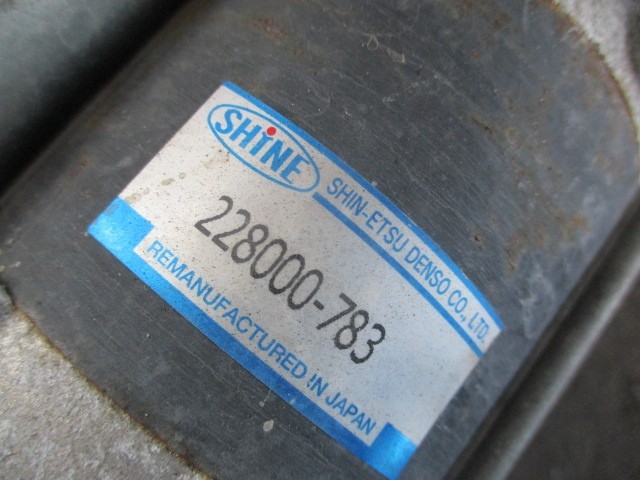 SHiNE
SHIN-ETSU DENSO CO., LTD.
228000-783
REMANUFACTURED IN JAPAN